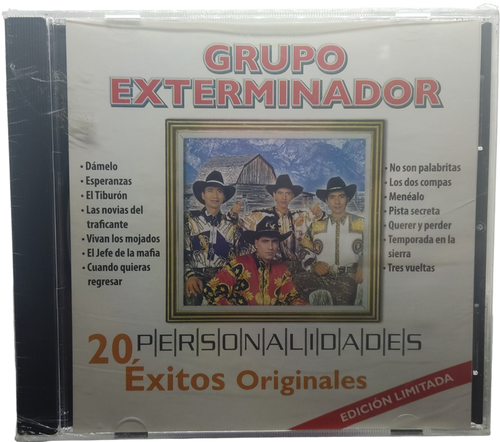 GRUPO
EXTERMINADOR
• Dámelo
• Esperanzas
• El Tiburón
• Las novias del
traficante
• Vivan los mojados
• El Jefe de la mafia
• Cuando quieras
regresar
• No son palabritas
• Los dos compas
• Menéalo
• Pista secreta
• Querer y perder
• Temporada en la
sierra
• Tres vueltas
PERSONALIDADES
20 Éxitos Originales
EDICIÓN LIMITADA